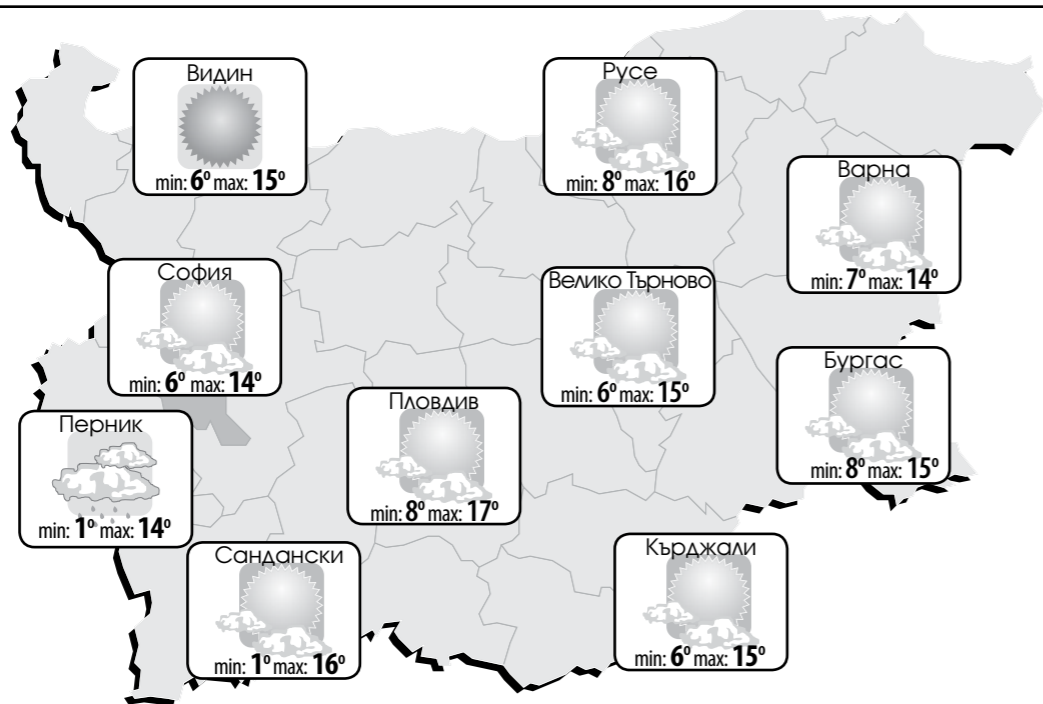 Видин
min: 6° max: 15°
Русе
min: 8° max: 16°
Варна
min: 7° max: 14°
София
min: 6° max: 14°
Велико Търново
min: 6° max: 15°
Бургас
min: 8° max: 15°
Пловдив
min: 8° max: 17°
Перник
min: 1° max: 14°
Сандански
min: 1° max: 16°
Кърджали
min: 6° max: 15°